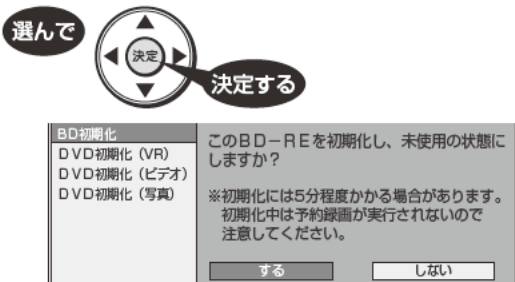 選んで
決定
決定する
BD初期化
DVD初期化（VR）
DVD初期化（ビデオ）
DVD初期化（写真）
このBD－REを初期化し、未使用の状態に
しますか？
※初期化には5分程度かかる場合があります。
初期化中は予約録画が実行されないので
注意してください。
する
しない